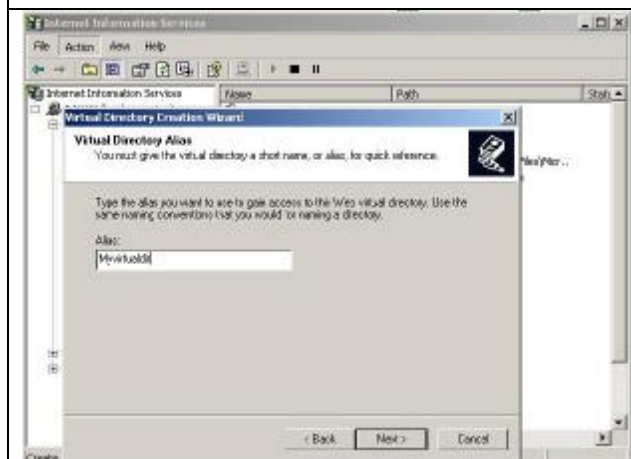 Internet Information Services
File Action View Help
Internet Information Services
Name
Path
Statu
Virtual Directory Creation Wizard
Virtual Directory Alias
You must give the virtual directory a short name, or alias, for quick reference.
Type the alias you want to use to gain access to this Web virtual directory. Use the
same naming conventions that you would for naming a directory.
Alias:
Myvirtualdir
< Back
Next >
Cancel
Create